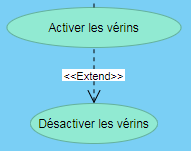 Activer les vérins
<<Extend>>
Désactiver les vérins